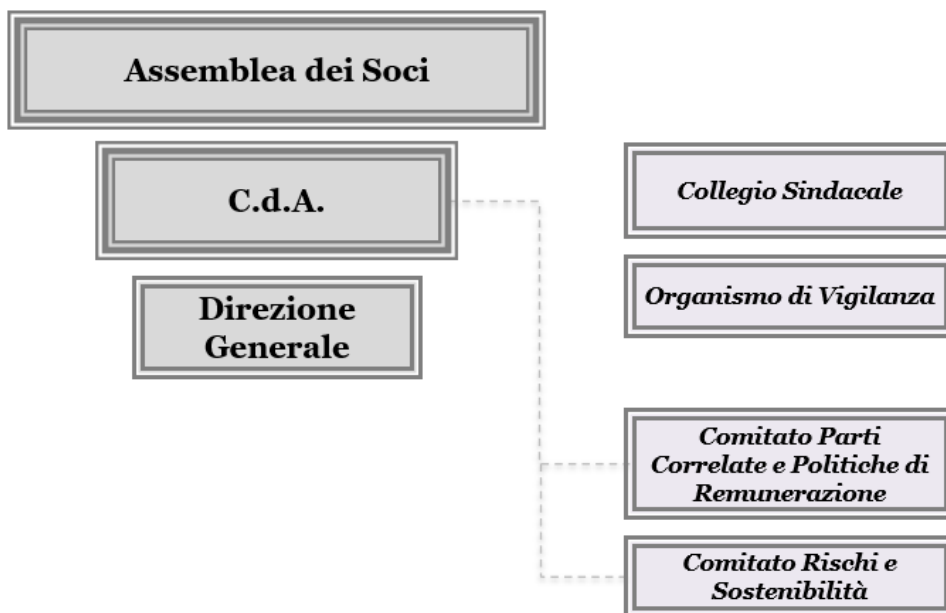 Assemblea dei Soci
C.d.A.
Direzione
Generale
Collegio Sindacale
Organismo di Vigilanza
Comitato Parti
Correlate e Politiche di
Remunerazione
Comitato Rischi e
Sostenibilità